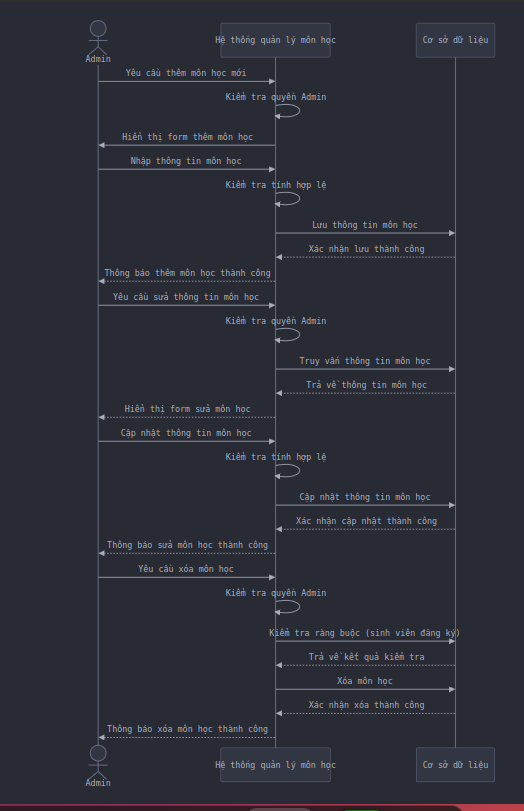 Admin
Hệ thống quản lý môn học
Cơ sở dữ liệu
Yêu cầu thêm môn học mới
Kiểm tra quyền Admin
Hiển thị form thêm môn học
Nhập thông tin môn học
Kiểm tra tính hợp lệ
Lưu thông tin môn học
Xác nhận lưu thành công
Thông báo thêm môn học thành công
Yêu cầu sửa thông tin môn học
Kiểm tra quyền Admin
Truy vấn thông tin môn học
Trả về thông tin môn học
Hiển thị form sửa môn học
Cập nhật thông tin môn học
Kiểm tra tính hợp lệ
Cập nhật thông tin môn học
Xác nhận cập nhật thành công
Thông báo sửa môn học thành công
Yêu cầu xóa môn học
Kiểm tra quyền Admin
Kiểm tra ràng buộc (sinh viên đăng ký)
Trả về kết quả kiểm tra
Xóa môn học
Xác nhận xóa thành công
Thông báo xóa môn học thành công
Hệ thống quản lý môn học
Cơ sở dữ liệu
Admin